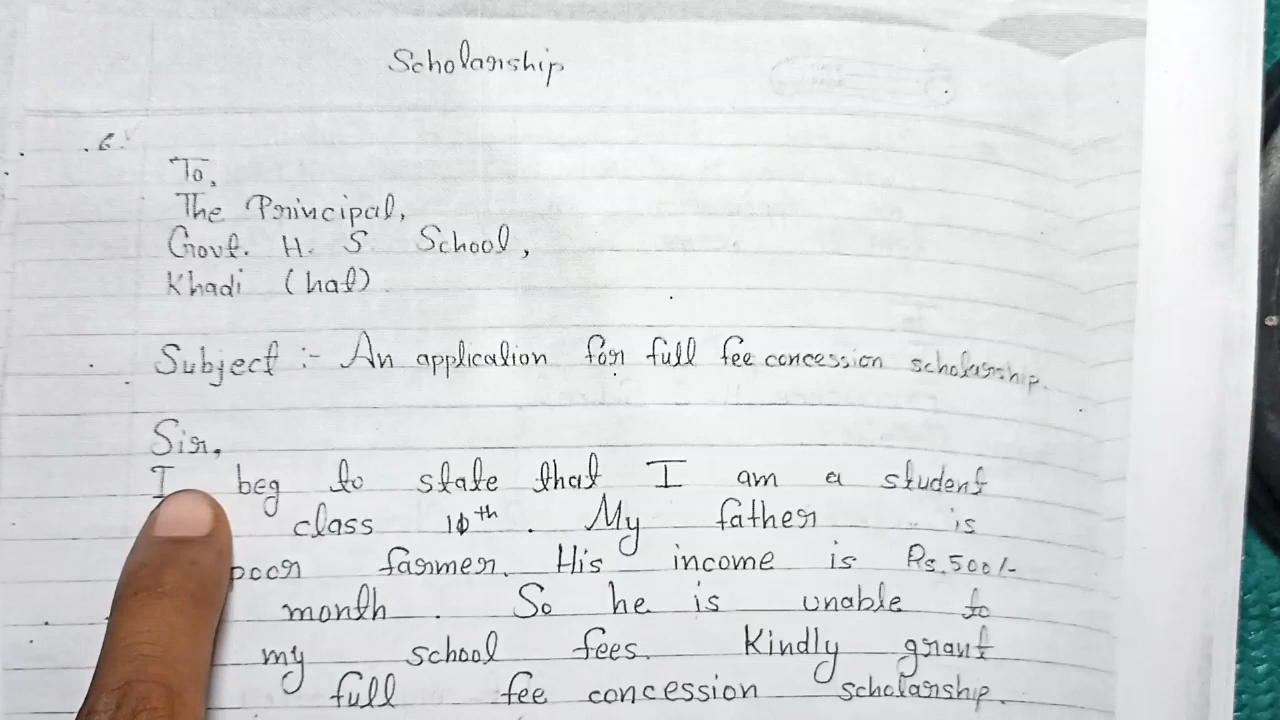 Scholarship
6.
To,
The Principal,
Govt. H. S. School,
Khadi (hat)
Subject :- An application for full fee concession scholarship.
Sir,
I beg to state that I am a student
class 10th. My father is
poor farmer. His income is Rs. 500/-
month. So he is unable to
my school fees. Kindly grant
full fee concession scholarship.